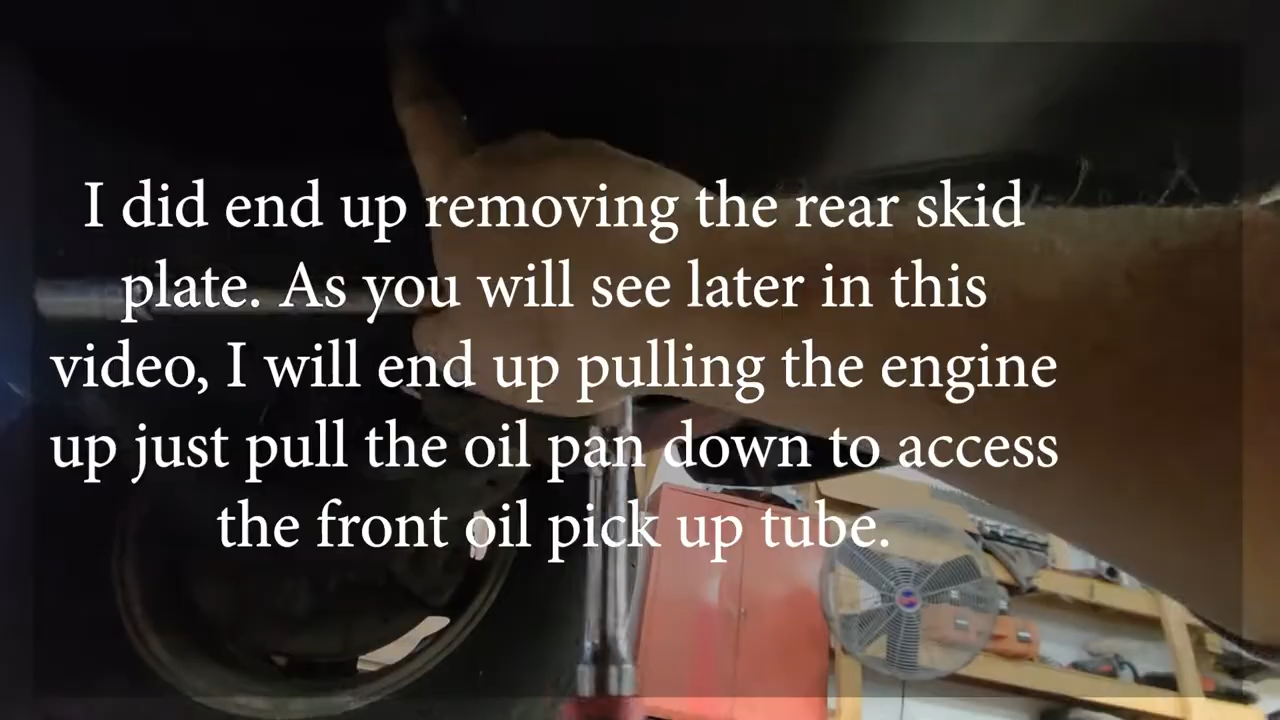 I did end up removing the rear skid
plate. As you will see later in this
video, I will end up pulling the engine
up just pull the oil pan down to access
the front oil pick up tube.